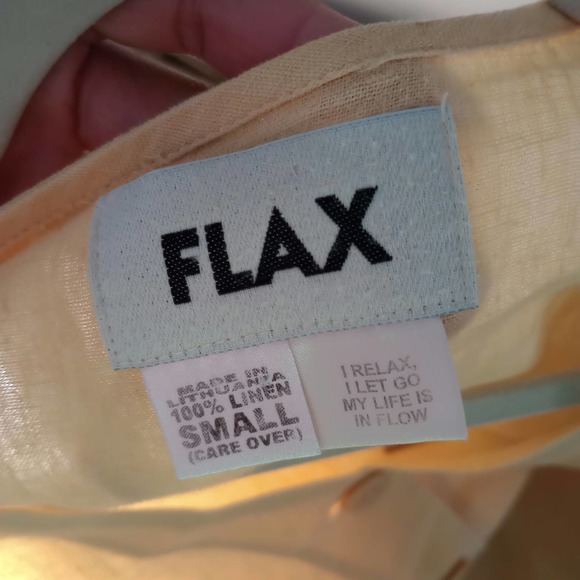 FLAX
MADE IN
LITHUANIA
100% LINEN
SMALL
(CARE OVER)
I RELAX,
I LET GO
MY LIFE IS
IN FLOW